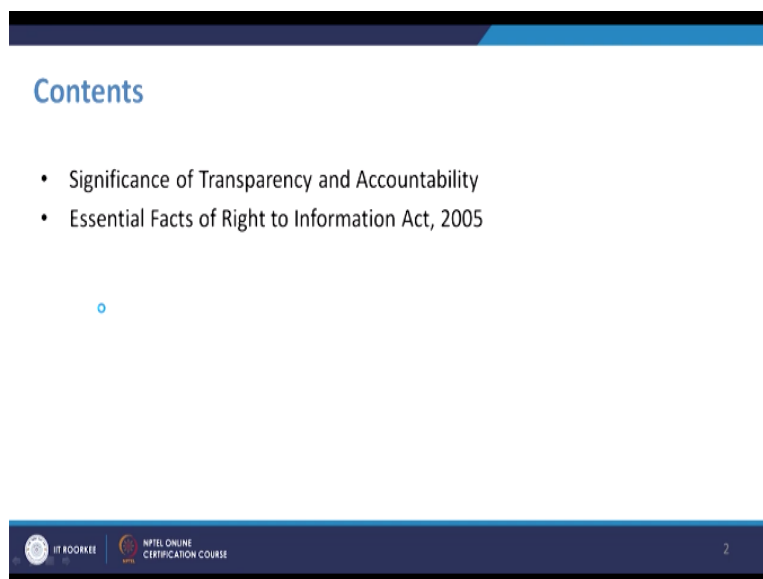 Contents
• Significance of Transparency and Accountability
• Essential Facts of Right to Information Act, 2005
IIT ROORKEE
NPTEL ONLINE
CERTIFICATION COURSE
2